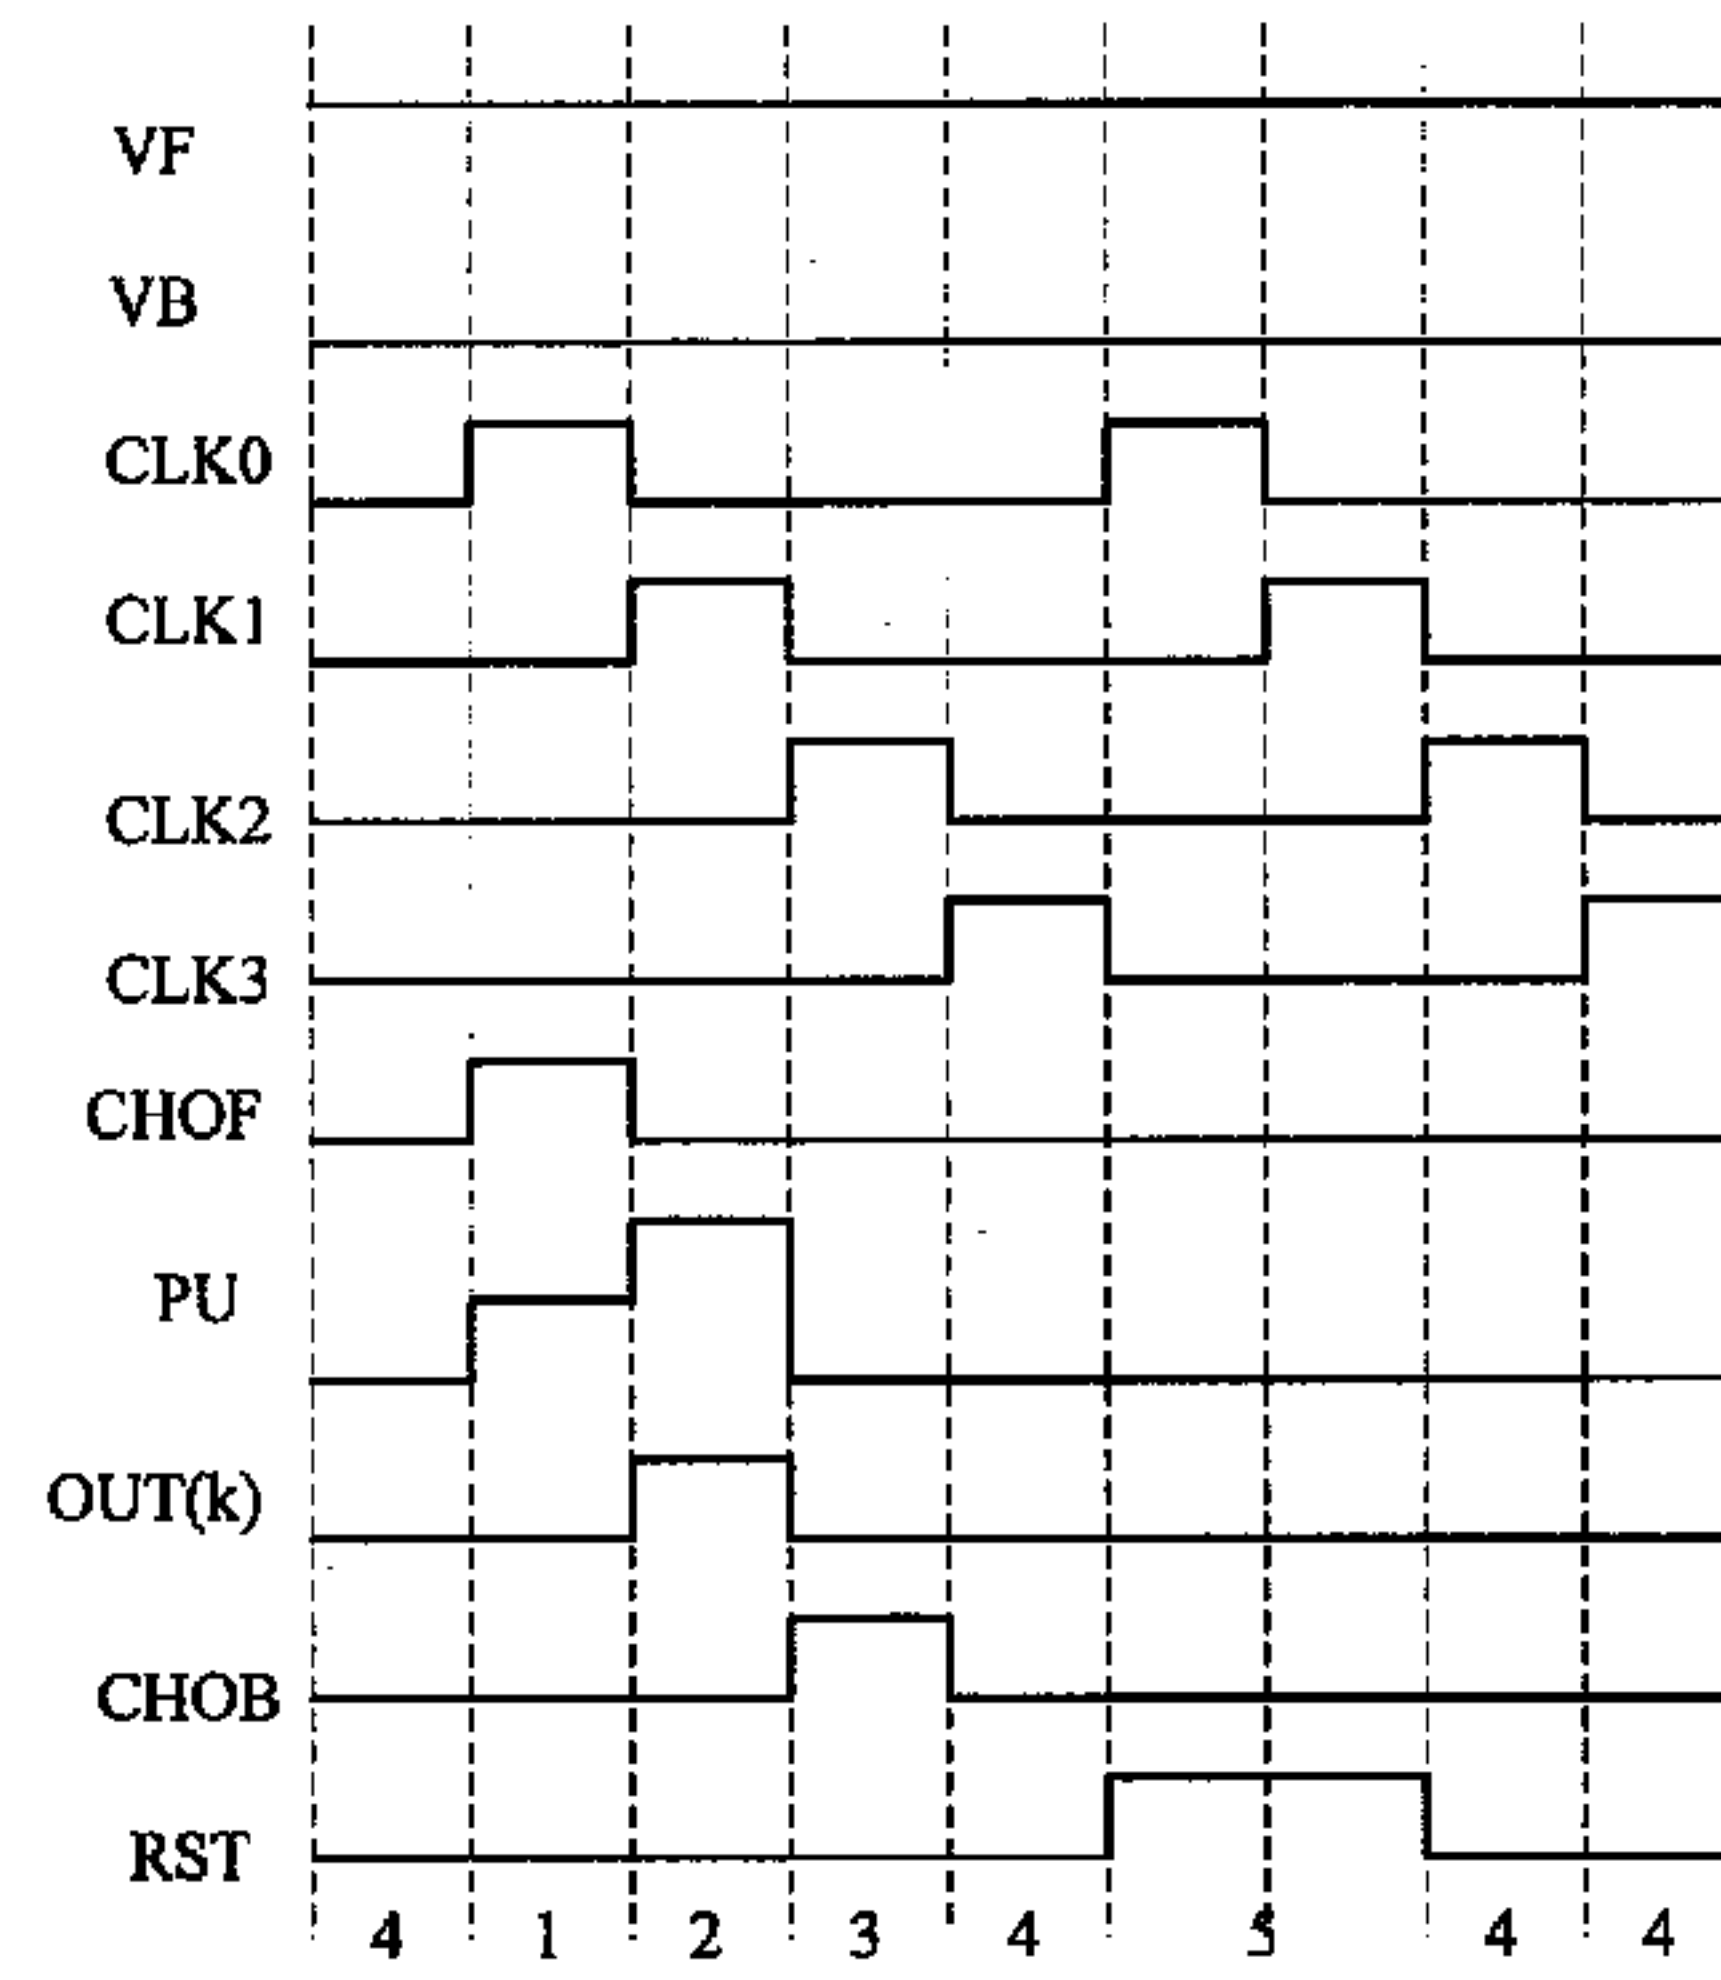 VF
VB
CLK0
CLK1
CLK2
CLK3
CHOF
PU
OUT(k)
CHOB
RST
4 1 2 3 4 5 4 4